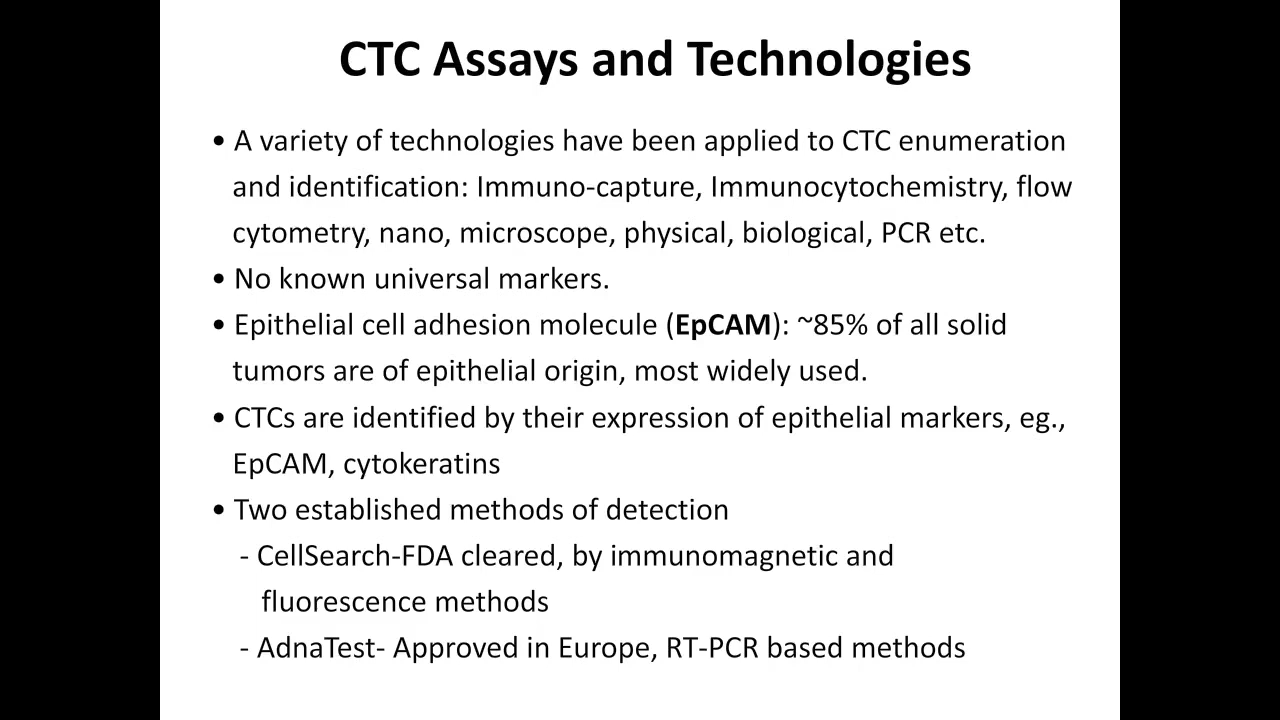 CTC Assays and Technologies
• A variety of technologies have been applied to CTC enumeration
and identification: Immuno-capture, Immunocytochemistry, flow
cytometry, nano, microscope, physical, biological, PCR etc.
• No known universal markers.
• Epithelial cell adhesion molecule (EpCAM): ~85% of all solid
tumors are of epithelial origin, most widely used.
• CTCs are identified by their expression of epithelial markers, eg.,
EpCAM, cytokeratins
• Two established methods of detection
- CellSearch-FDA cleared, by immunomagnetic and
fluorescence methods
- AdnaTest- Approved in Europe, RT-PCR based methods